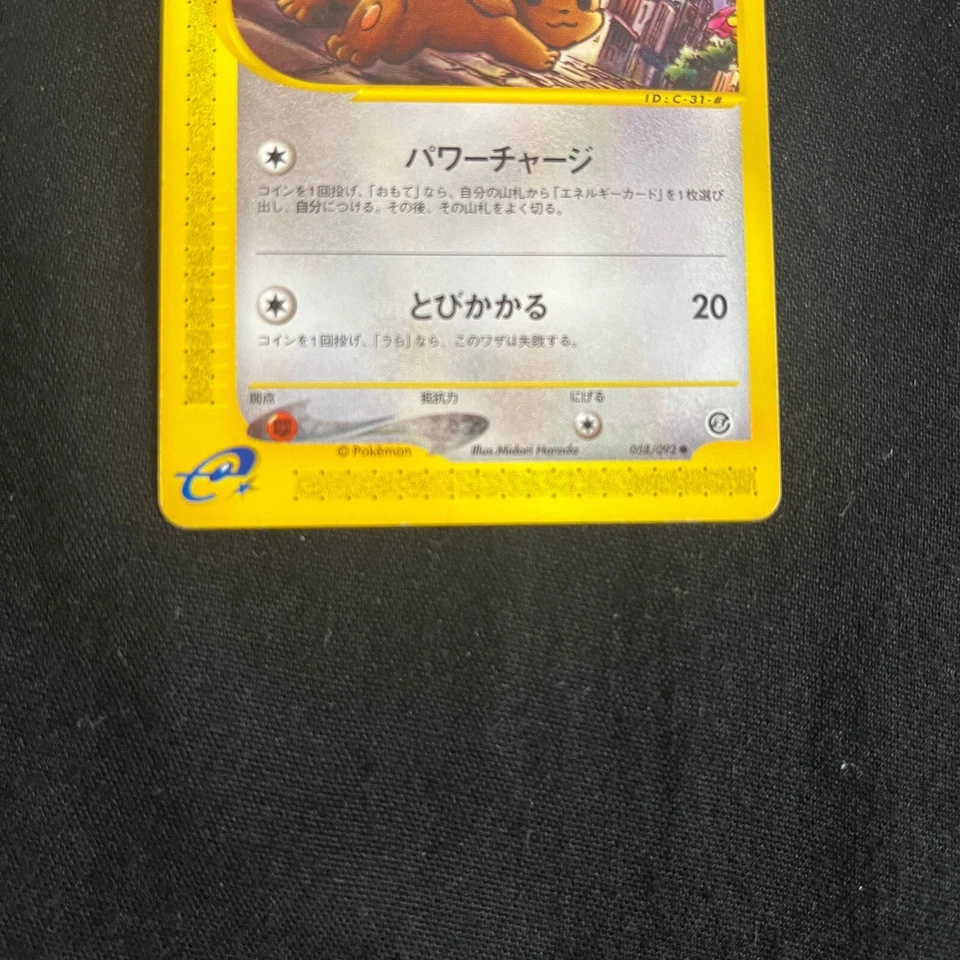 ID:C-31-#
パワーチャージ
コインを1回投げ、「おもて」なら、自分の山札から「エネルギーカード」を1枚選び
出し、自分につける。その後、その山札をよく切る。
とびかかる 20
コインを1回投げ、「うら」なら、このワザは失敗する。
弱点 抵抗力 にげる
© Pokémon Illus. Midori Harada 058/092 ●